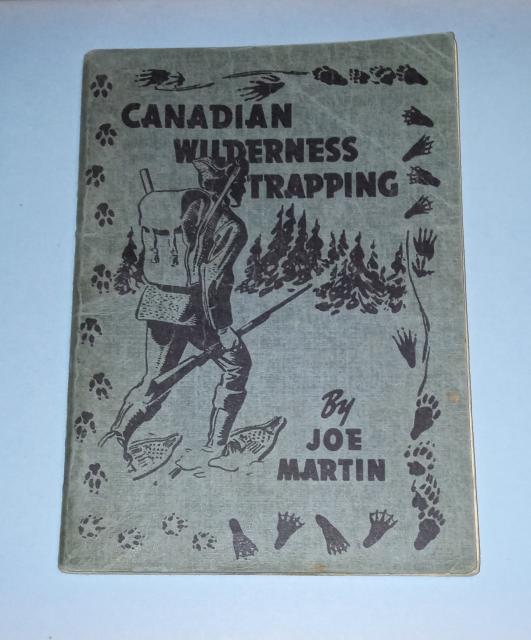 CANADIAN
WILDERNESS
TRAPPING
By
JOE
MARTIN